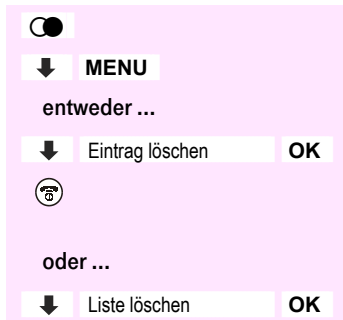 MENU
entweder ...
Eintrag löschen OK
oder ...
Liste löschen OK